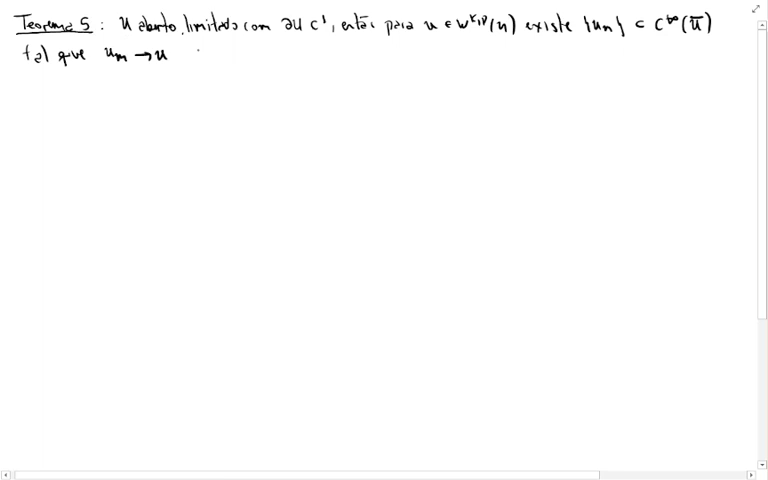 Teorema 5 : U aberto, limitado com ∂U C¹, então para u ∈ W^{k,p}(U) existe {u_m} ⊂ C^∞(Ū)
tal que u_m → u